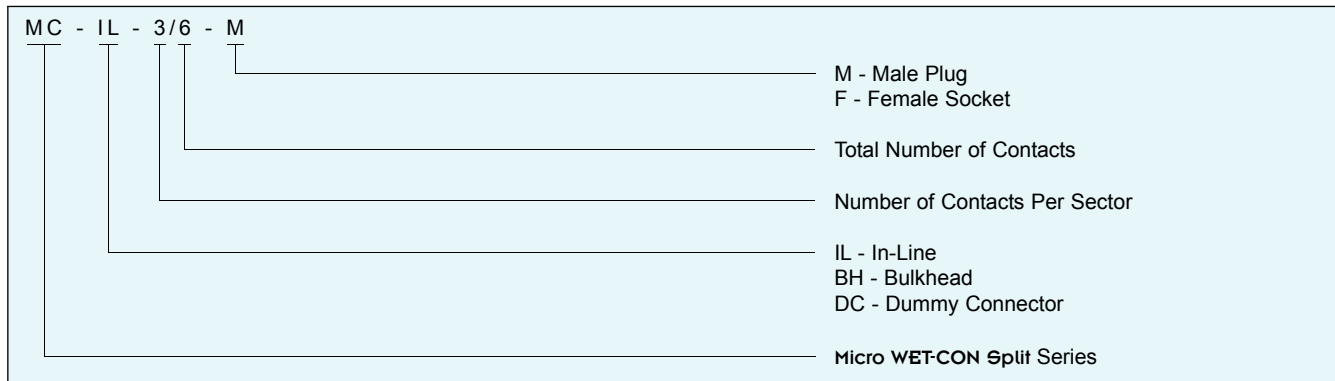 MC - IL - 3/6 - M
M - Male Plug
F - Female Socket
Total Number of Contacts
Number of Contacts Per Sector
IL - In-Line
BH - Bulkhead
DC - Dummy Connector
Micro WET-CON Split Series